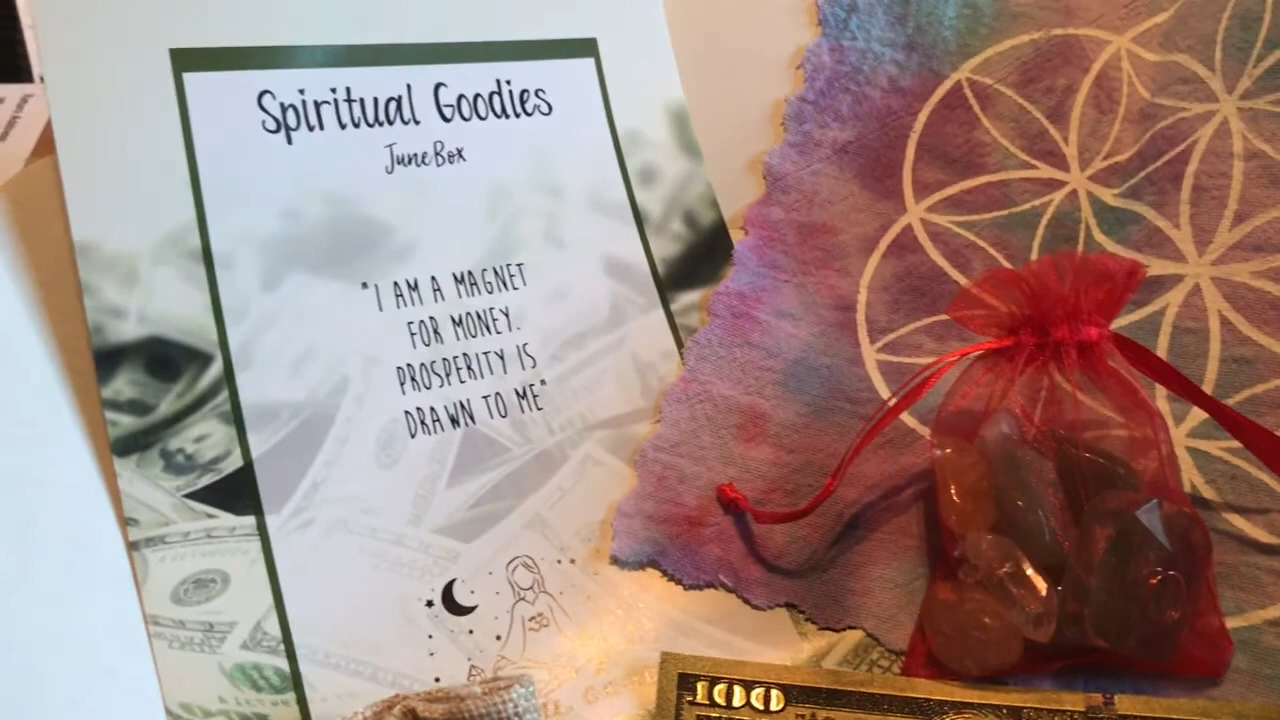 Spiritual Goodies
June Box
"I AM A MAGNET
FOR MONEY.
PROSPERITY IS
DRAWN TO ME"
100